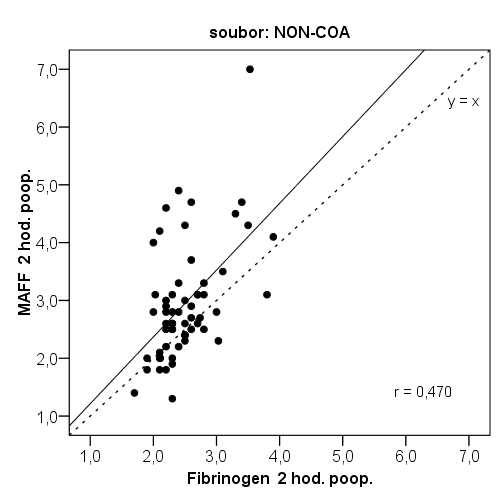 soubor: NON-COA
MAFF 2 hod. poop.
7,0
6,0
5,0
4,0
3,0
2,0
1,0
y = x
r = 0,470
1,0 2,0 3,0 4,0 5,0 6,0 7,0
Fibrinogen 2 hod. poop.